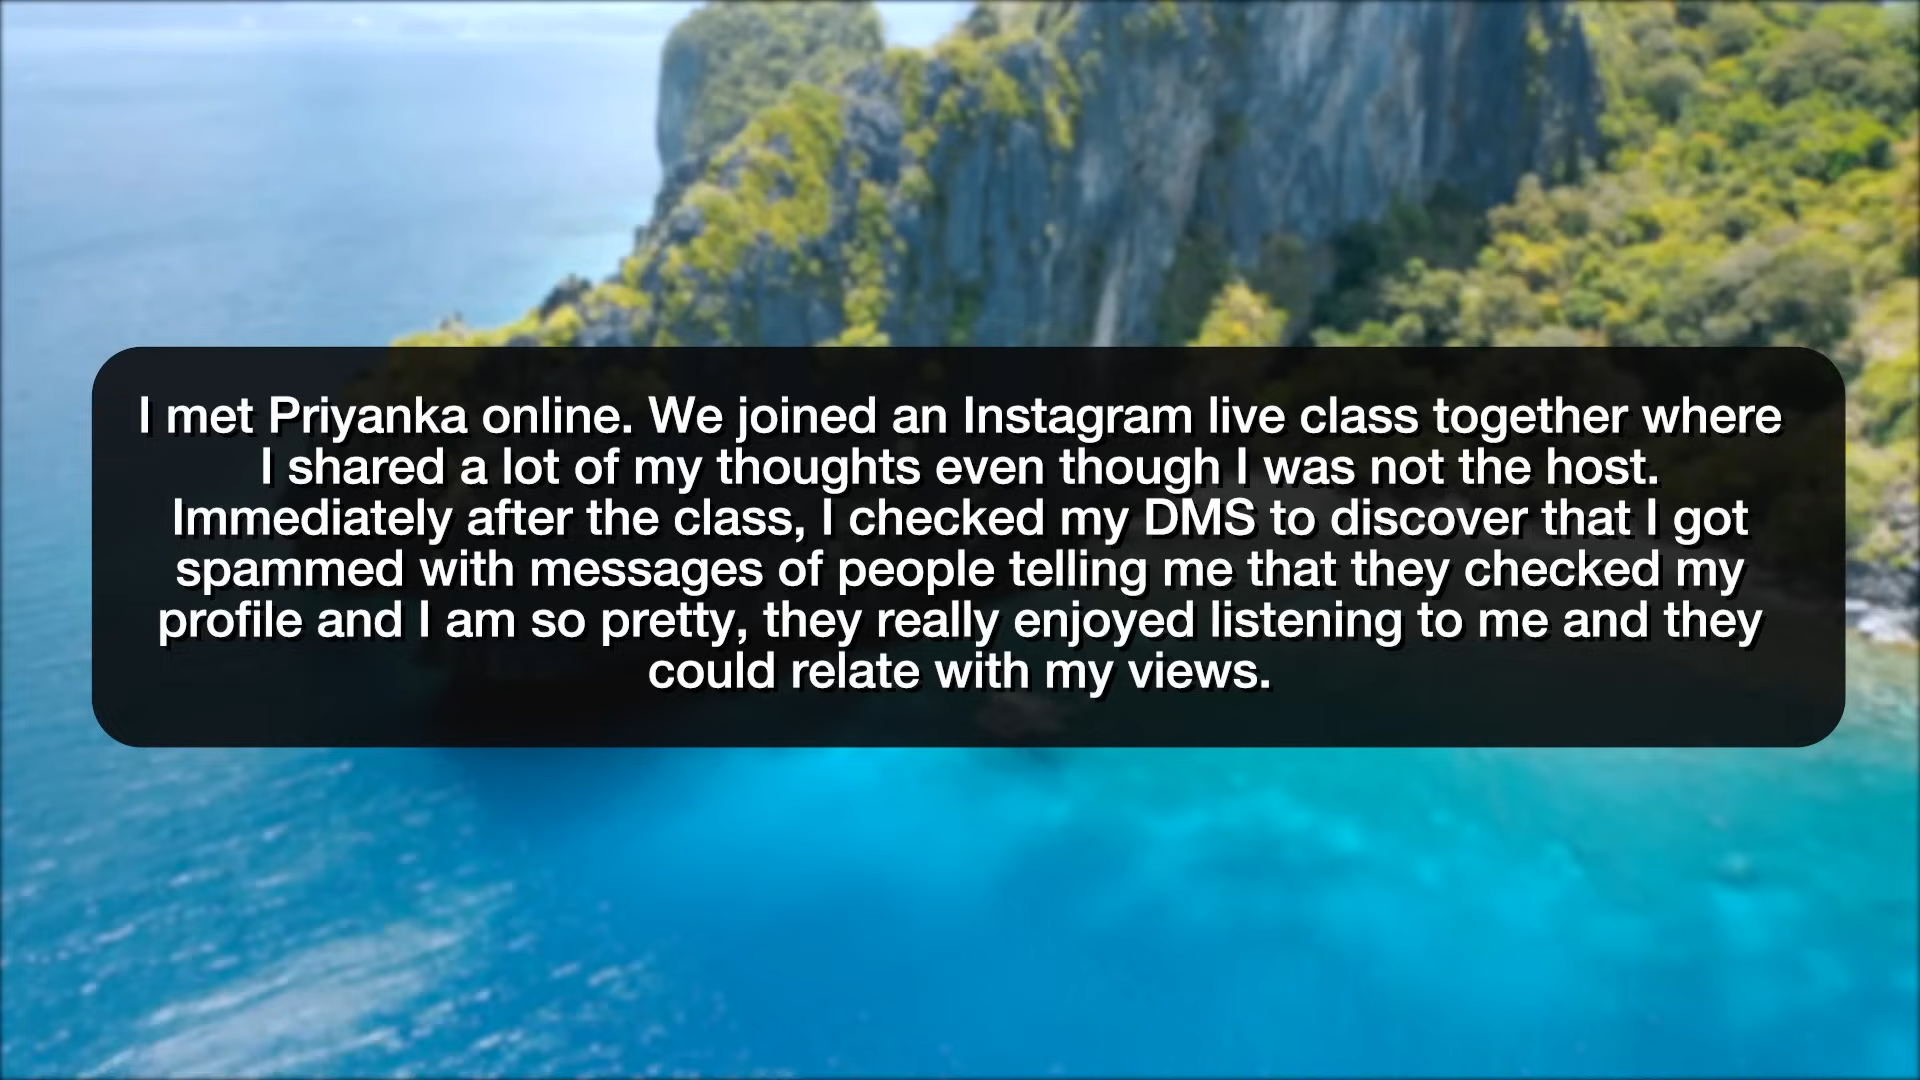 I met Priyanka online. We joined an Instagram live class together where
I shared a lot of my thoughts even though I was not the host.
Immediately after the class, I checked my DMS to discover that I got
spammed with messages of people telling me that they checked my
profile and I am so pretty, they really enjoyed listening to me and they
could relate with my views.